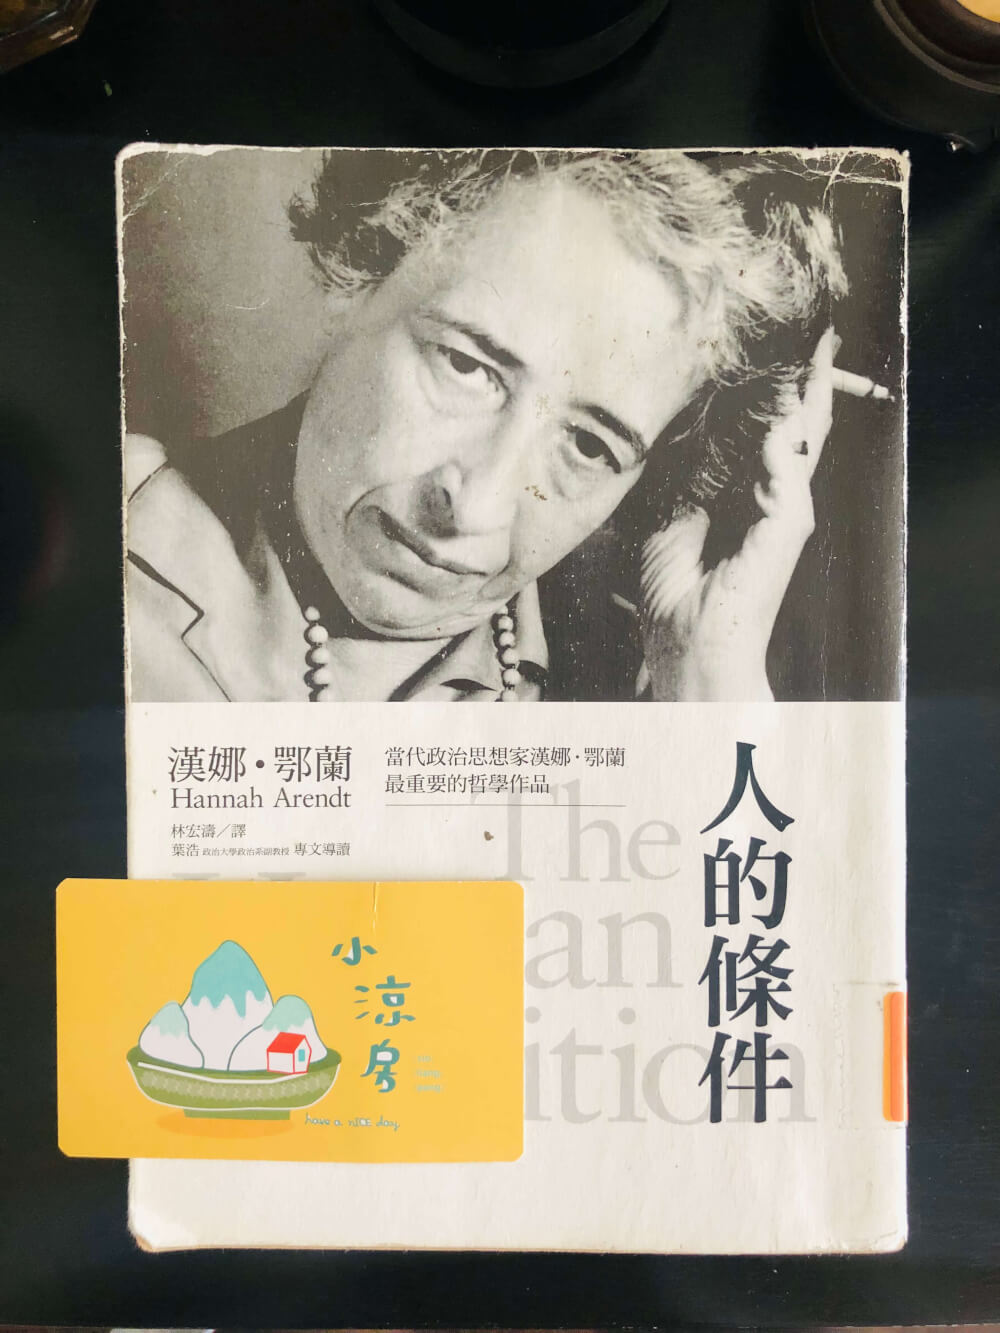 漢娜・鄂蘭
Hannah Arendt
林宏濤／譯
葉浩 政治大學政治系副教授 專文導讀
當代政治思想家漢娜・鄂蘭
最重要的哲學作品
The
an
ition
人的條件
小涼房
have a nICE day